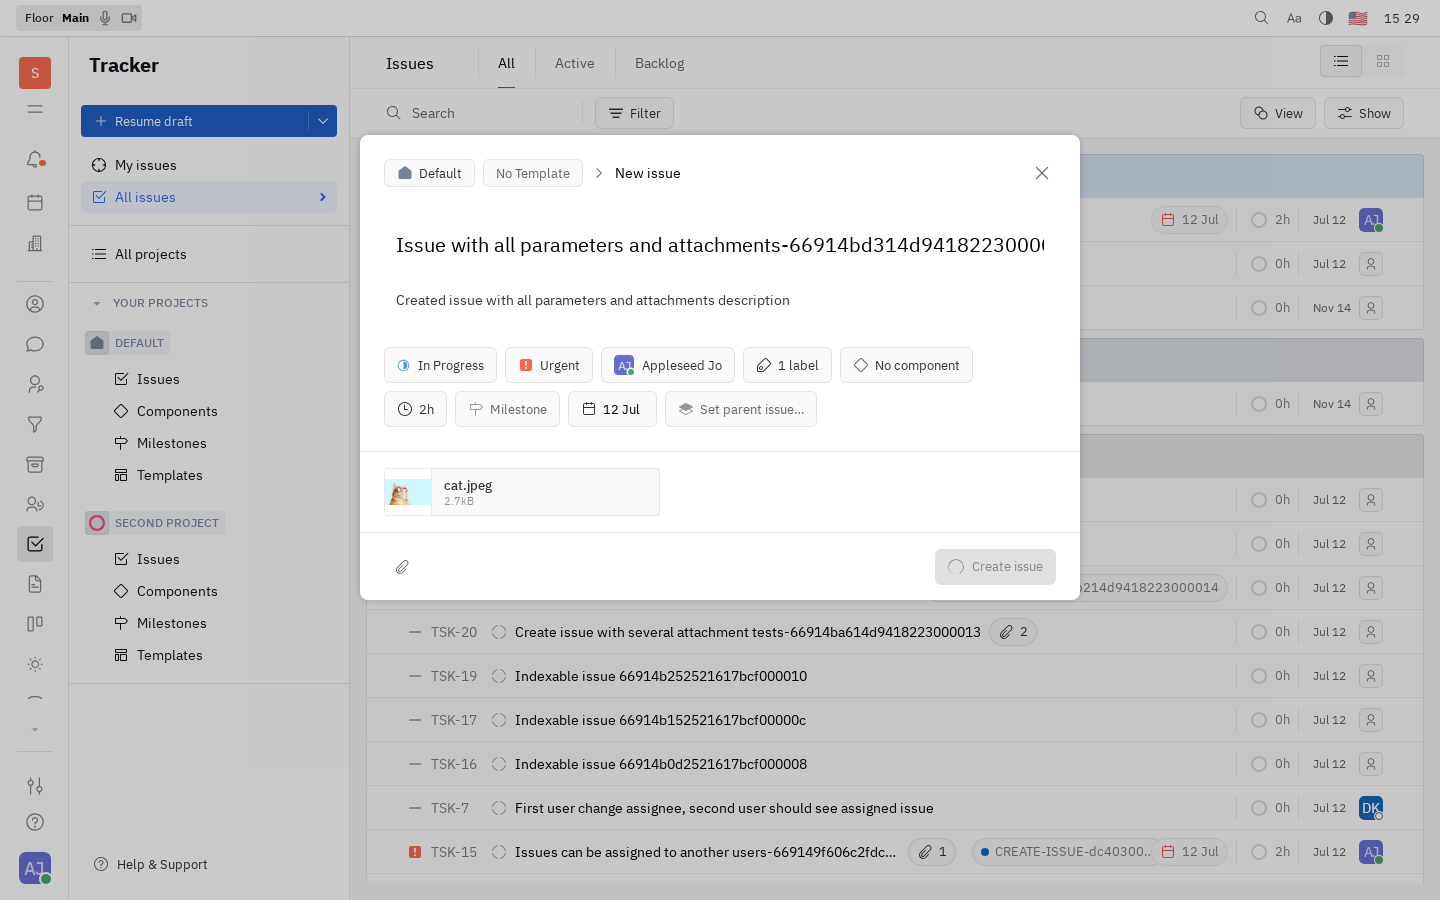 Floor Main
Aa
15 29
S
Tracker
Resume draft
My issues
All issues
All projects
YOUR PROJECTS
DEFAULT
Issues
Components
Milestones
Templates
SECOND PROJECT
Issues
Components
Milestones
Templates
Help & Support
AJ
Issues
All
Active
Backlog
Search
Filter
View
Show
12 Jul 2h Jul 12 AJ
0h Jul 12
0h Nov 14
0h Nov 14
0h Jul 12
0h Jul 12
214d9418223000014 0h Jul 12
Default
No Template
New issue
Issue with all parameters and attachments-66914bd314d9418223000
Created issue with all parameters and attachments description
In Progress
Urgent
AJ Appleseed Jo
1 label
No component
2h
Milestone
12 Jul
Set parent issue...
cat.jpeg
2.7kB
Create issue
TSK-20 Create issue with several attachment tests-66914ba614d9418223000013 2 0h Jul 12
TSK-19 Indexable issue 66914b252521617bcf000010 0h Jul 12
TSK-17 Indexable issue 66914b152521617bcf00000c 0h Jul 12
TSK-16 Indexable issue 66914b0d2521617bcf000008 0h Jul 12
TSK-7 First user change assignee, second user should see assigned issue 0h Jul 12 DK
TSK-15 Issues can be assigned to another users-669149f606c2fdc... 1 CREATE-ISSUE-dc40300... 12 Jul 2h Jul 12 AJ